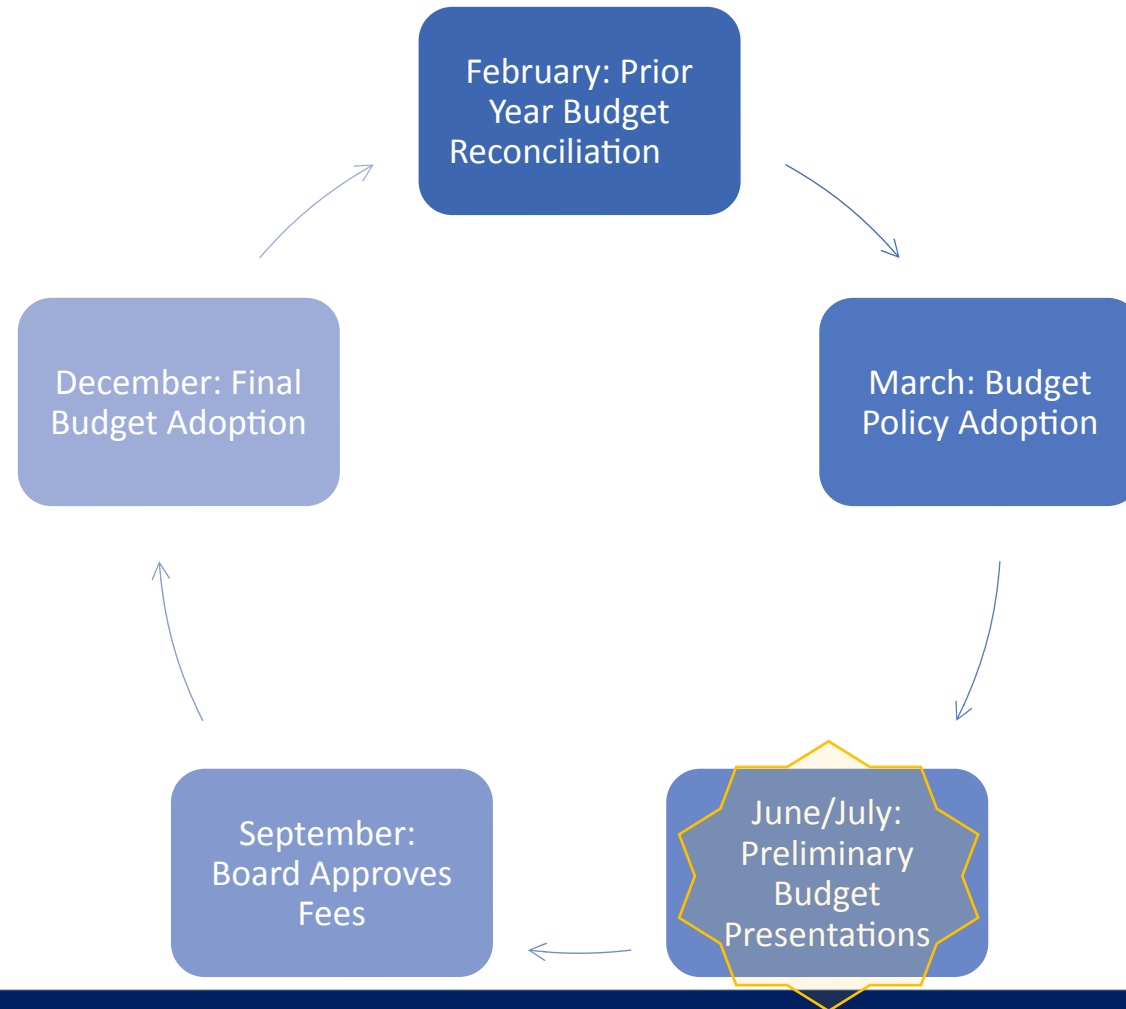 February: Prior
Year Budget
Reconciliation
March: Budget
Policy Adoption
June/July:
Preliminary
Budget
Presentations
September:
Board Approves
Fees
December: Final
Budget Adoption